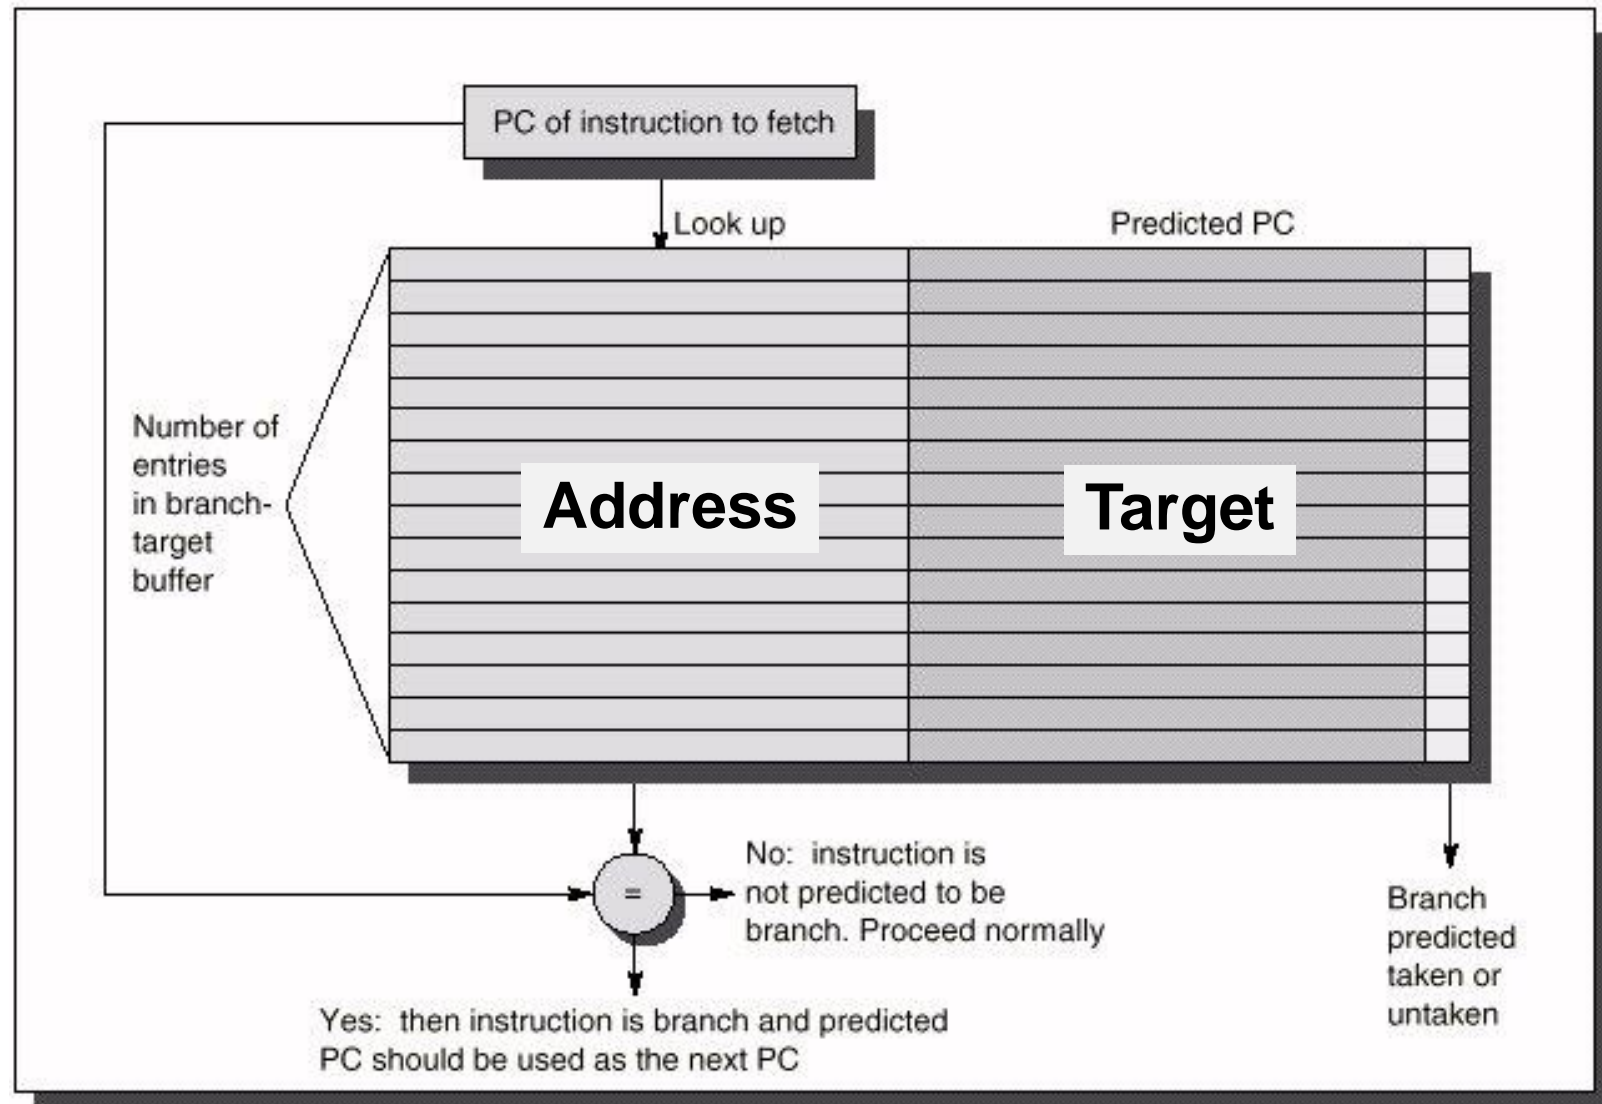 PC of instruction to fetch
Look up
Predicted PC
Number of
entries
in branch-
target
buffer
Address
Target
=
No: instruction is
not predicted to be
branch. Proceed normally
Branch
predicted
taken or
untaken
Yes: then instruction is branch and predicted
PC should be used as the next PC